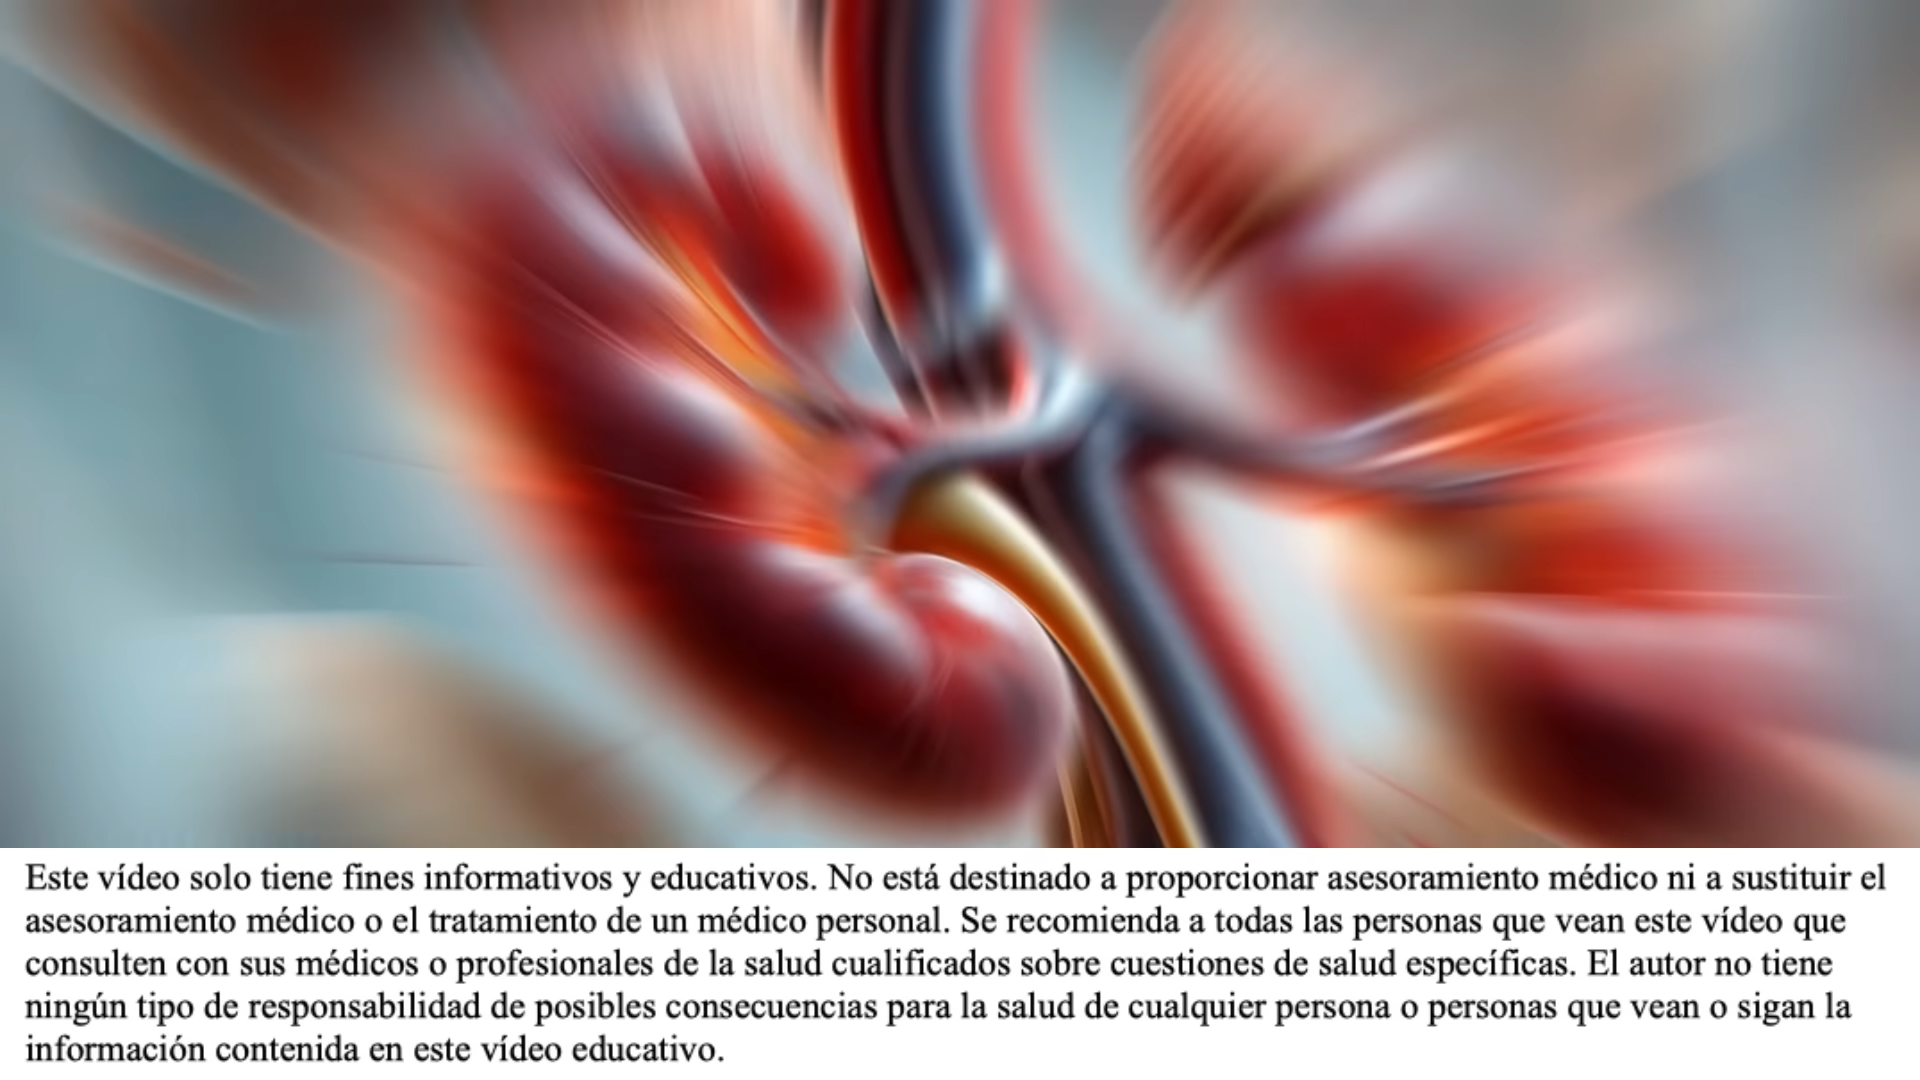 Este vídeo solo tiene fines informativos y educativos. No está destinado a proporcionar asesoramiento médico ni a sustituir el
asesoramiento médico o el tratamiento de un médico personal. Se recomienda a todas las personas que vean este vídeo que
consulten con sus médicos o profesionales de la salud cualificados sobre cuestiones de salud específicas. El autor no tiene
ningún tipo de responsabilidad de posibles consecuencias para la salud de cualquier persona o personas que vean o sigan la
información contenida en este vídeo educativo.